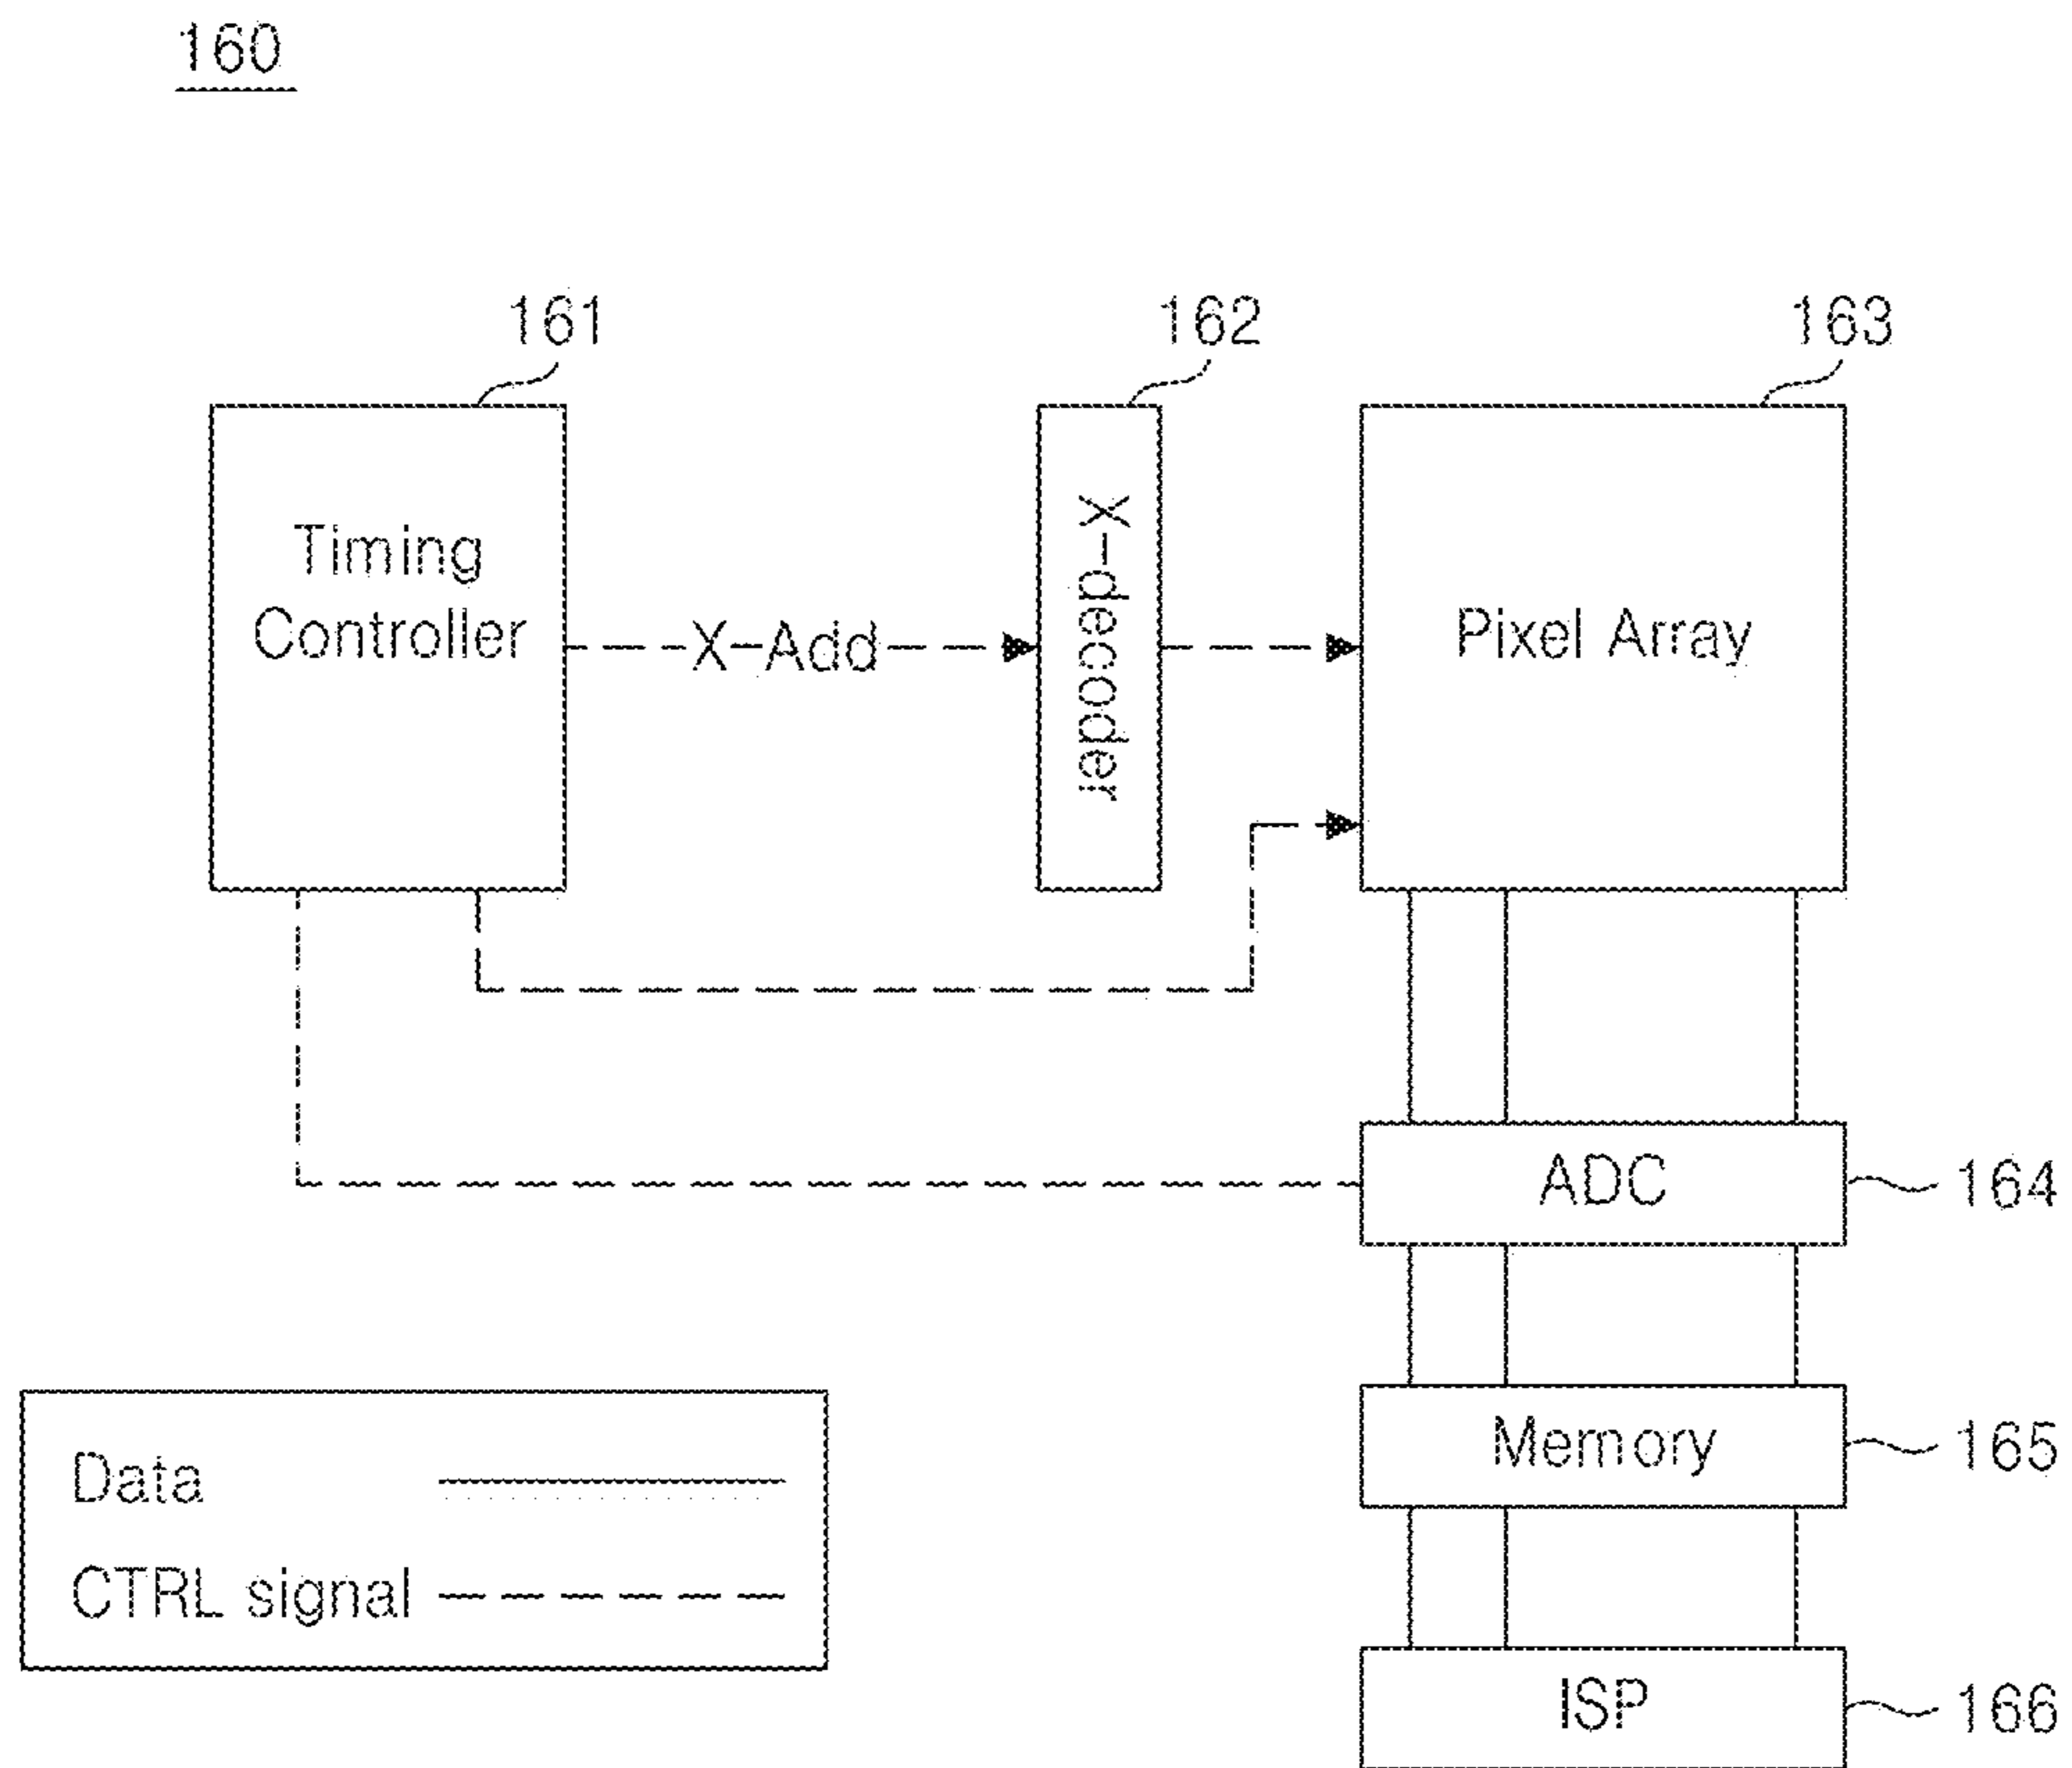 160
161
162
163
Timing
Controller
X-Add
X-decoder
Pixel Array
ADC
164
Memory
165
ISP
166
Data
CTRL signal